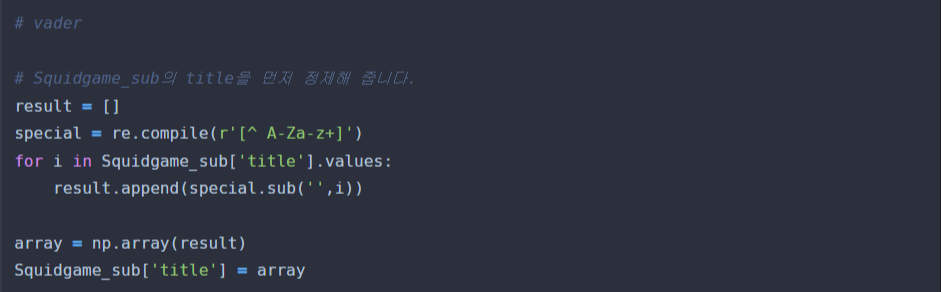 # vader
# Squidgame_sub의 title을 먼저 정제해 줍니다.
result = []
special = re.compile(r'[^ A-Za-z+]')
for i in Squidgame_sub['title'].values:
    result.append(special.sub('',i))
array = np.array(result)
Squidgame_sub['title'] = array